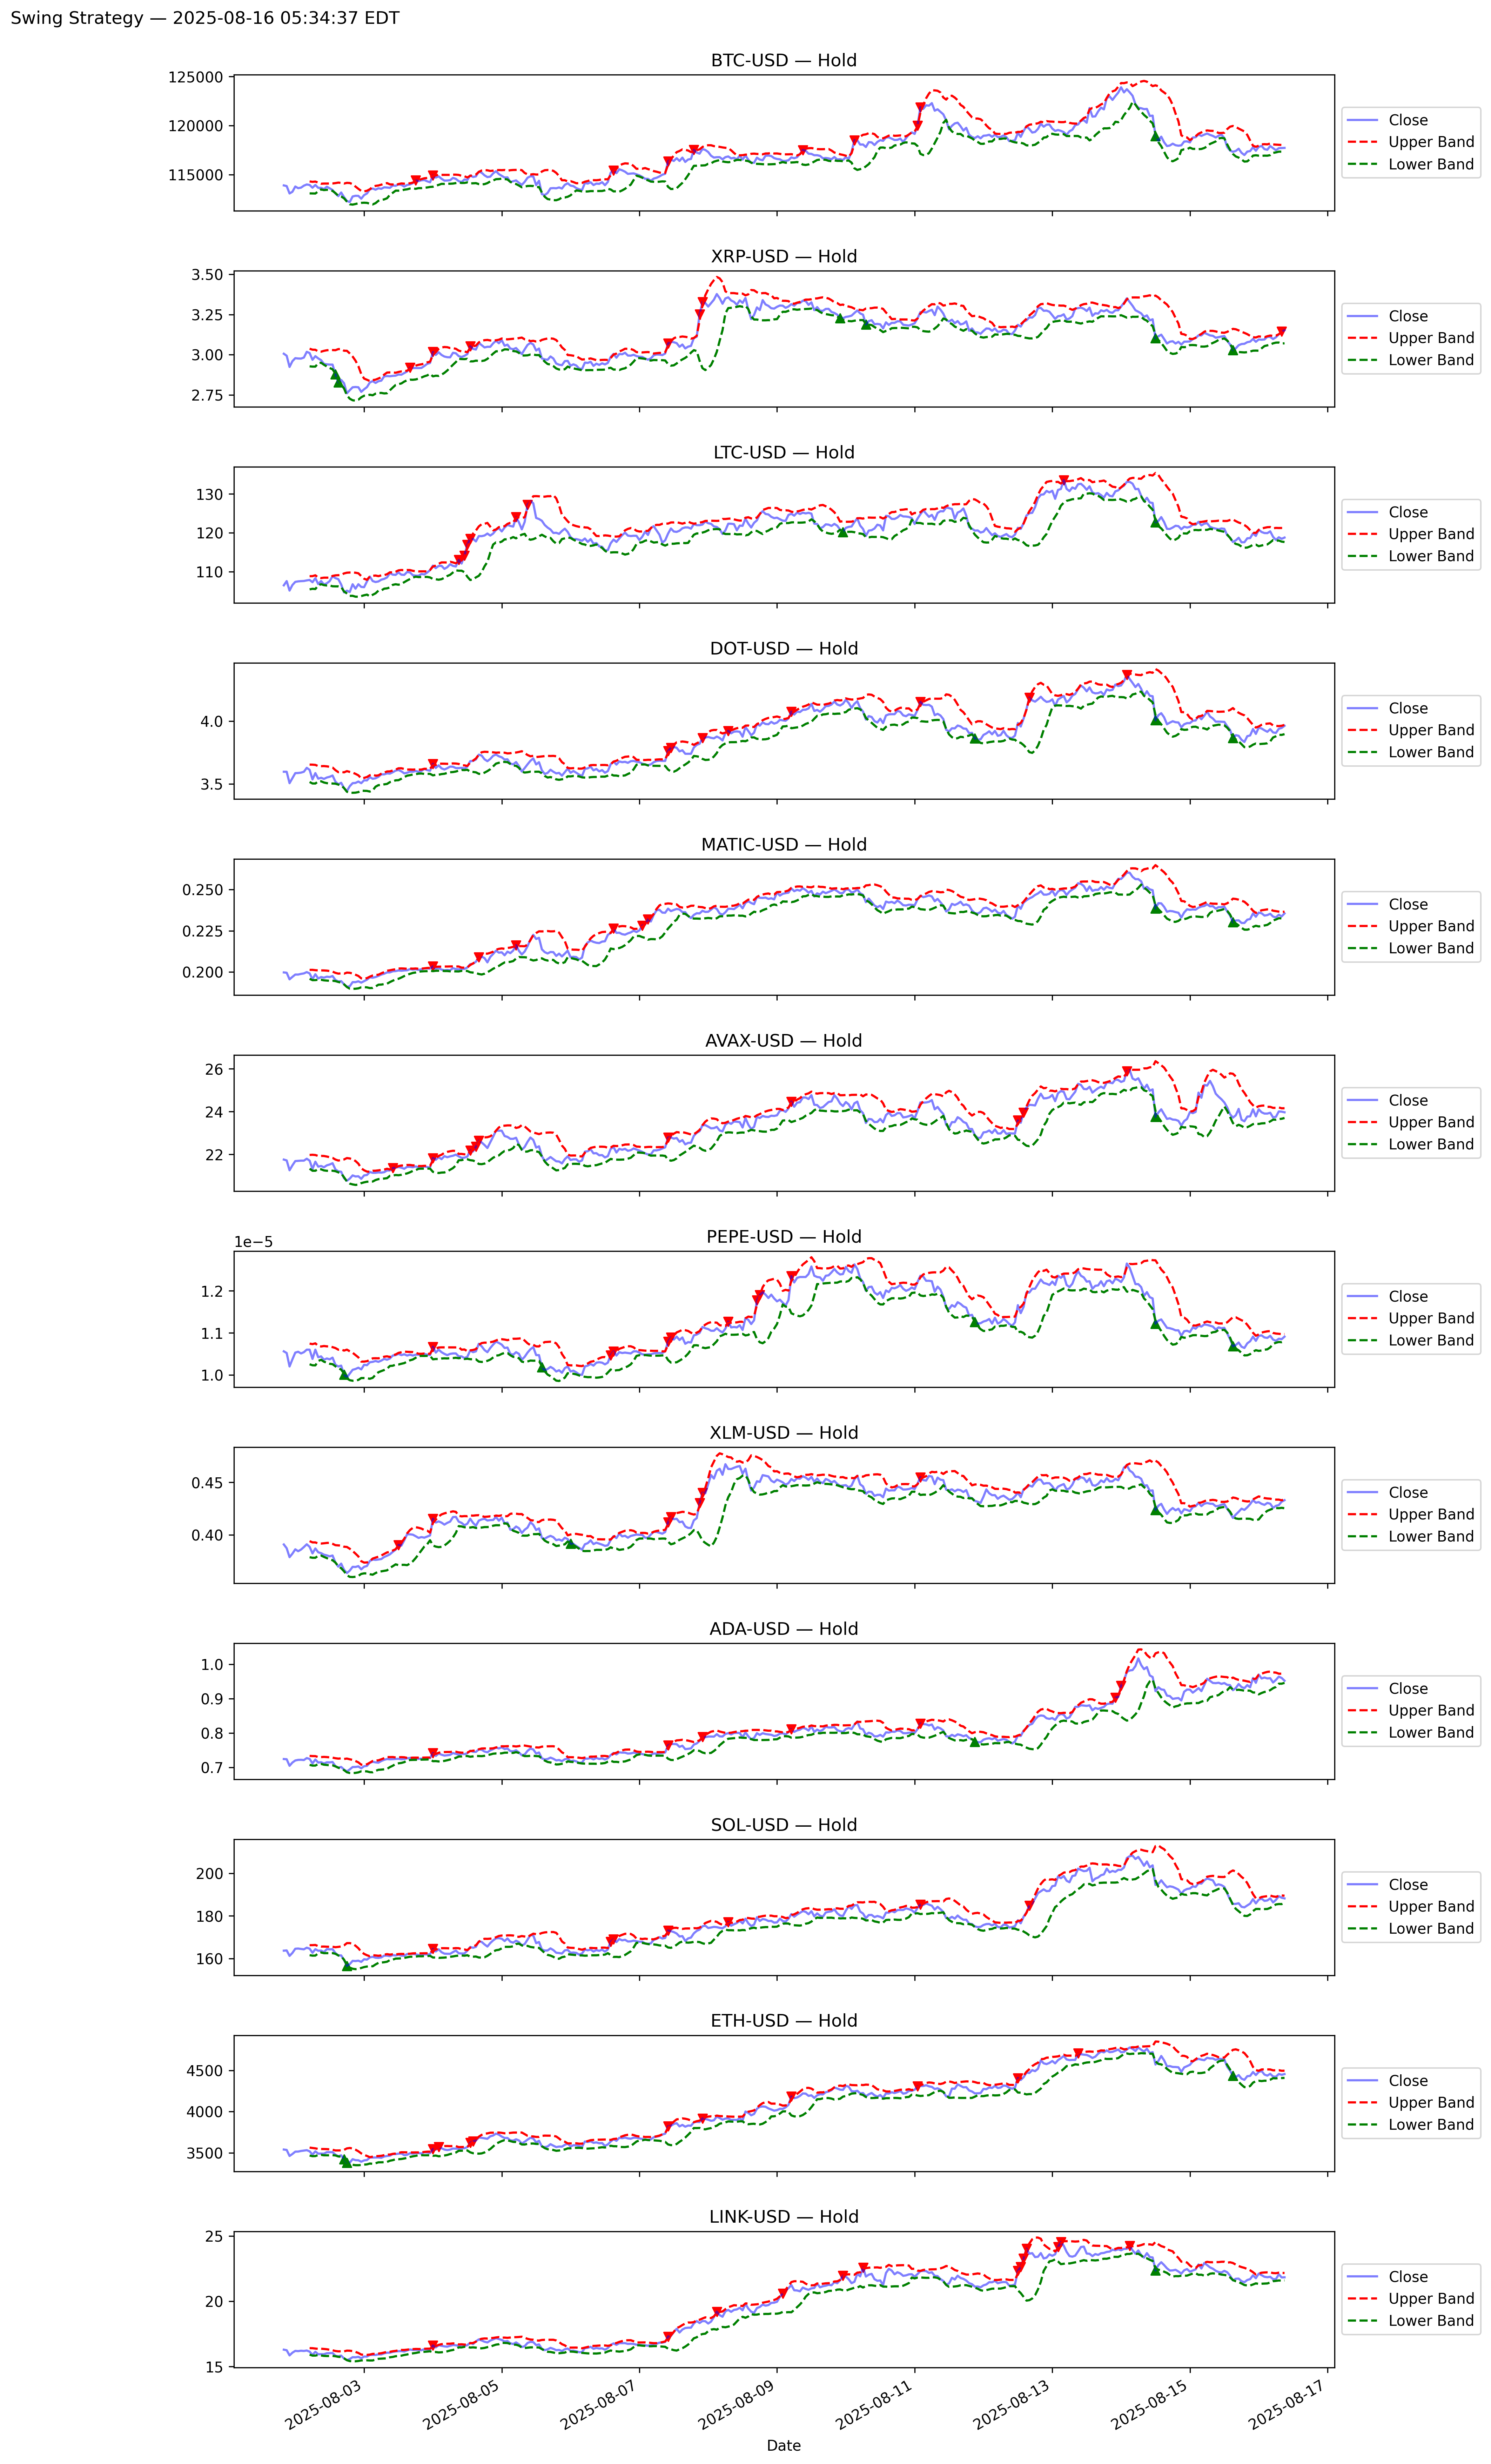 Swing Strategy — 2025-08-16 05:34:37 EDT
BTC-USD — Hold
125000
120000
115000
Close
Upper Band
Lower Band
XRP-USD — Hold
3.50
3.25
3.00
2.75
Close
Upper Band
Lower Band
LTC-USD — Hold
130
120
110
Close
Upper Band
Lower Band
DOT-USD — Hold
4.0
3.5
Close
Upper Band
Lower Band
MATIC-USD — Hold
0.250
0.225
0.200
Close
Upper Band
Lower Band
AVAX-USD — Hold
26
24
22
Close
Upper Band
Lower Band
PEPE-USD — Hold
1e−5
1.2
1.1
1.0
Close
Upper Band
Lower Band
XLM-USD — Hold
0.45
0.40
Close
Upper Band
Lower Band
ADA-USD — Hold
1.0
0.9
0.8
0.7
Close
Upper Band
Lower Band
SOL-USD — Hold
200
180
160
Close
Upper Band
Lower Band
ETH-USD — Hold
4500
4000
3500
Close
Upper Band
Lower Band
LINK-USD — Hold
25
20
15
Close
Upper Band
Lower Band
2025-08-03
2025-08-05
2025-08-07
2025-08-09
2025-08-11
2025-08-13
2025-08-15
2025-08-17
Date